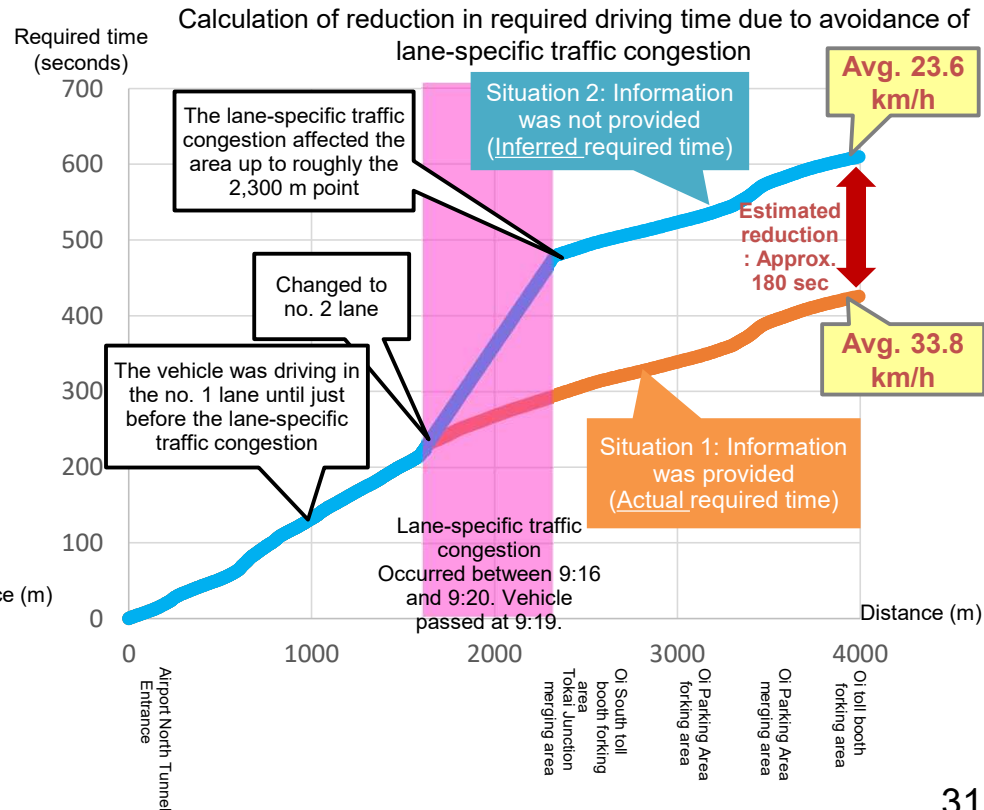 Calculation of reduction in required driving time due to avoidance of
lane-specific traffic congestion
Required time
(seconds)
700
600
500
400
300
200
100
0
The lane-specific traffic
congestion affected the
area up to roughly the
2,300 m point
Situation 2: Information
was not provided
(Inferred required time)
Avg. 23.6
km/h
Changed to
no. 2 lane
Estimated
reduction
: Approx.
180 sec
The vehicle was driving in
the no. 1 lane until just
before the lane-specific
traffic congestion
Avg. 33.8
km/h
Situation 1: Information
was provided
(Actual required time)
Lane-specific traffic
congestion
Occurred between 9:16
and 9:20. Vehicle
passed at 9:19.
ce (m)
Distance (m)
0
1000
2000
3000
4000
Airport North Tunnel
Entrance
Tokai Junction
merging area
Oi South toll
booth forking
area
Oi Parking Area
forking area
Oi Parking Area
merging area
Oi toll booth
forking area
31